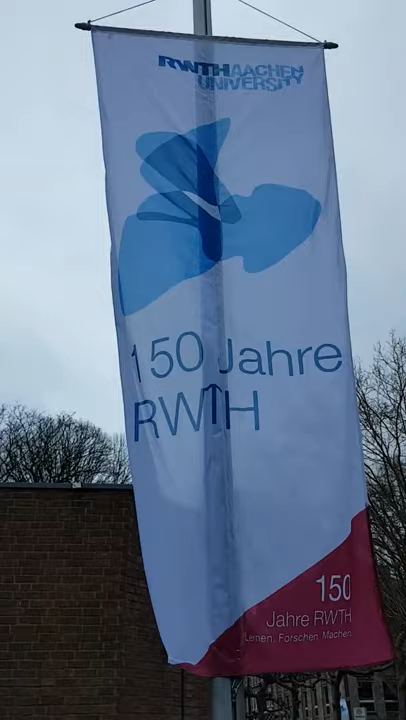 RWTHAACHEN
UNIVERSITY
150 Jahre
RWTH
150
Jahre RWTH
Lernen. Forschen. Machen